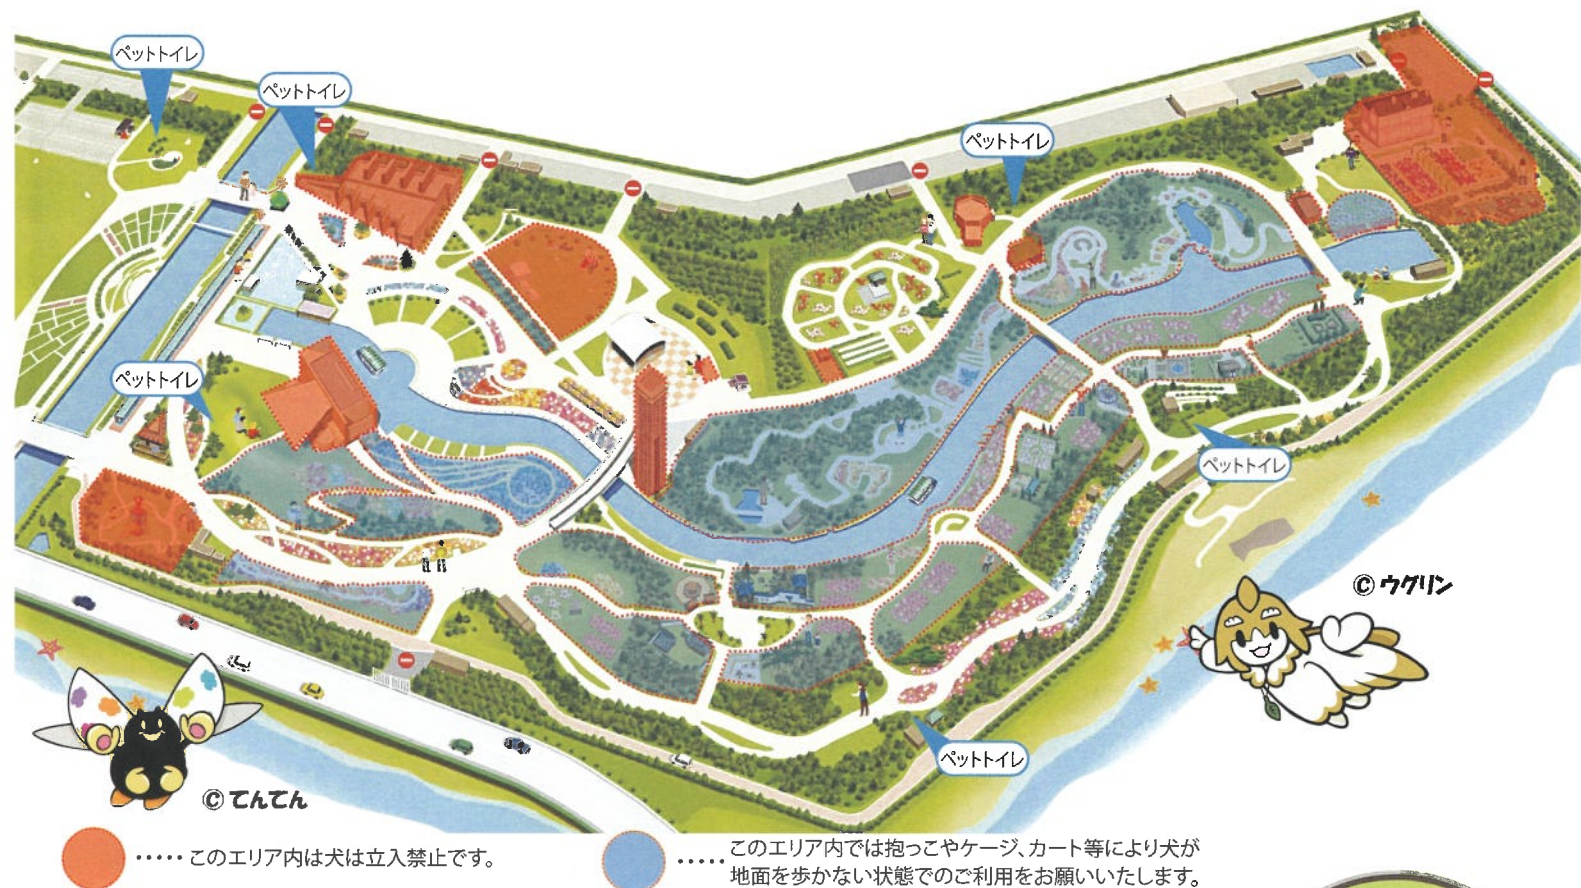 ペットトイレ
ペットトイレ
ペットトイレ
ペットトイレ
ペットトイレ
ペットトイレ
© ウグリン
© てんてん
・・・・・ このエリア内は犬は立入禁止です。
・・・・・ このエリア内では抱っこやケージ、カート等により犬が
地面を歩かない状態でのご利用をお願いいたします。